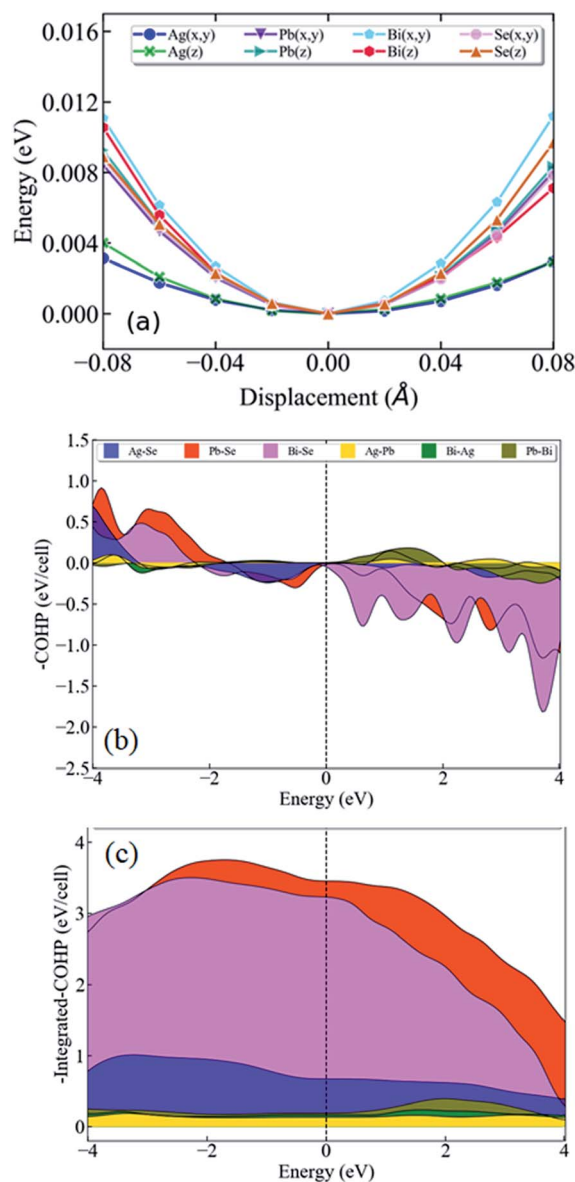 0.016
0.012
0.008
0.004
0.000
Energy (eV)
Ag(x,y) Pb(x,y) Bi(x,y) Se(x,y)
Ag(z) Pb(z) Bi(z) Se(z)
(a)
−0.08 −0.04 0.00 0.04 0.08
Displacement (Å)
Ag-Se Pb-Se Bi-Se Ag-Pb Bi-Ag Pb-Bi
1.5
1.0
0.5
0.0
−0.5
−1.0
−1.5
−2.0
−2.5
-COHP (eV/cell)
(b)
−4 −2 0 2 4
Energy (eV)
(c)
4
3
2
1
0
-Integrated-COHP (eV/cell)
−4 −2 0 2 4
Energy (eV)